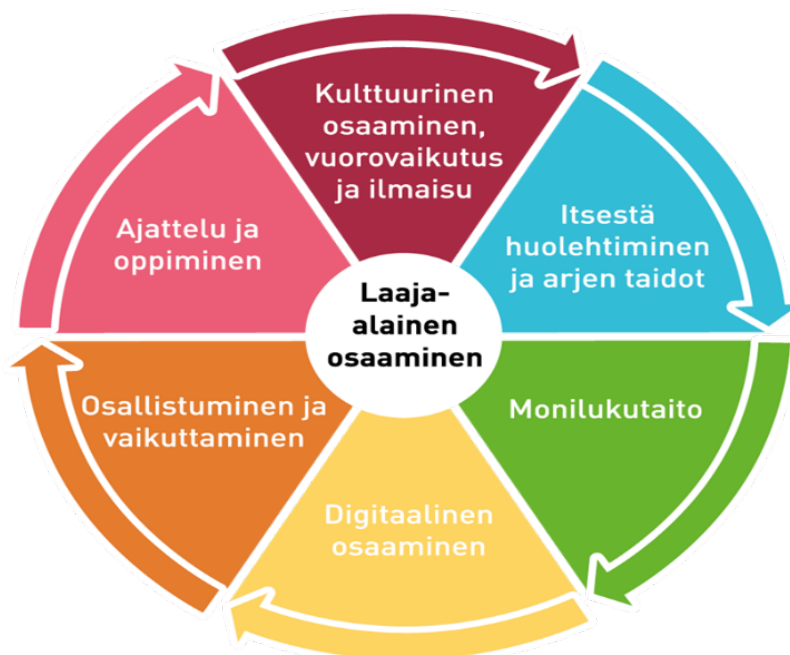 Kulttuurinen
osaaminen,
vuorovaikutus
ja ilmaisu
Itsestä
huolehtiminen
ja arjen taidot
Monilukutaito
Digitaalinen
osaaminen
Osallistuminen ja
vaikuttaminen
Ajattelu ja
oppiminen
Laaja-
alainen
osaaminen